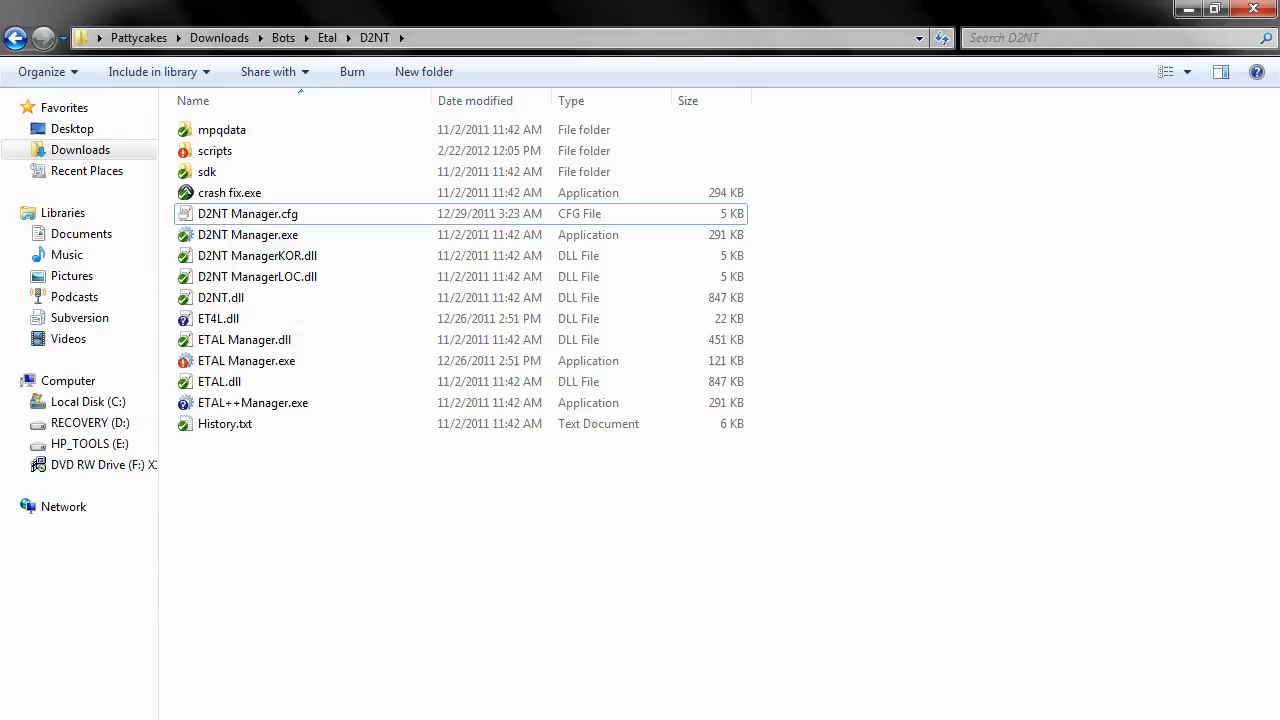 Pattycakes Downloads Bots Etal D2NT Search D2NT
Organize Include in library Share with Burn New folder
Name Date modified Type Size
Favorites
Desktop
Downloads
Recent Places
Libraries
Documents
Music
Pictures
Podcasts
Subversion
Videos
Computer
Local Disk (C:)
RECOVERY (D:)
HP_TOOLS (E:)
DVD RW Drive (F:)
Network
mpqdata 11/2/2011 11:42 AM File folder
scripts 2/22/2012 12:05 PM File folder
sdk 11/2/2011 11:42 AM File folder
crash fix.exe 11/2/2011 11:42 AM Application 294 KB
D2NT Manager.cfg 12/29/2011 3:23 AM CFG File 5 KB
D2NT Manager.exe 11/2/2011 11:42 AM Application 291 KB
D2NT ManagerKOR.dll 11/2/2011 11:42 AM DLL File 5 KB
D2NT ManagerLOC.dll 11/2/2011 11:42 AM DLL File 5 KB
D2NT.dll 11/2/2011 11:42 AM DLL File 847 KB
ET4L.dll 12/26/2011 2:51 PM DLL File 22 KB
ETAL Manager.dll 11/2/2011 11:42 AM DLL File 451 KB
ETAL Manager.exe 12/26/2011 2:51 PM Application 121 KB
ETAL.dll 11/2/2011 11:42 AM DLL File 847 KB
ETAL++Manager.exe 11/2/2011 11:42 AM Application 291 KB
History.txt 11/2/2011 11:42 AM Text Document 6 KB